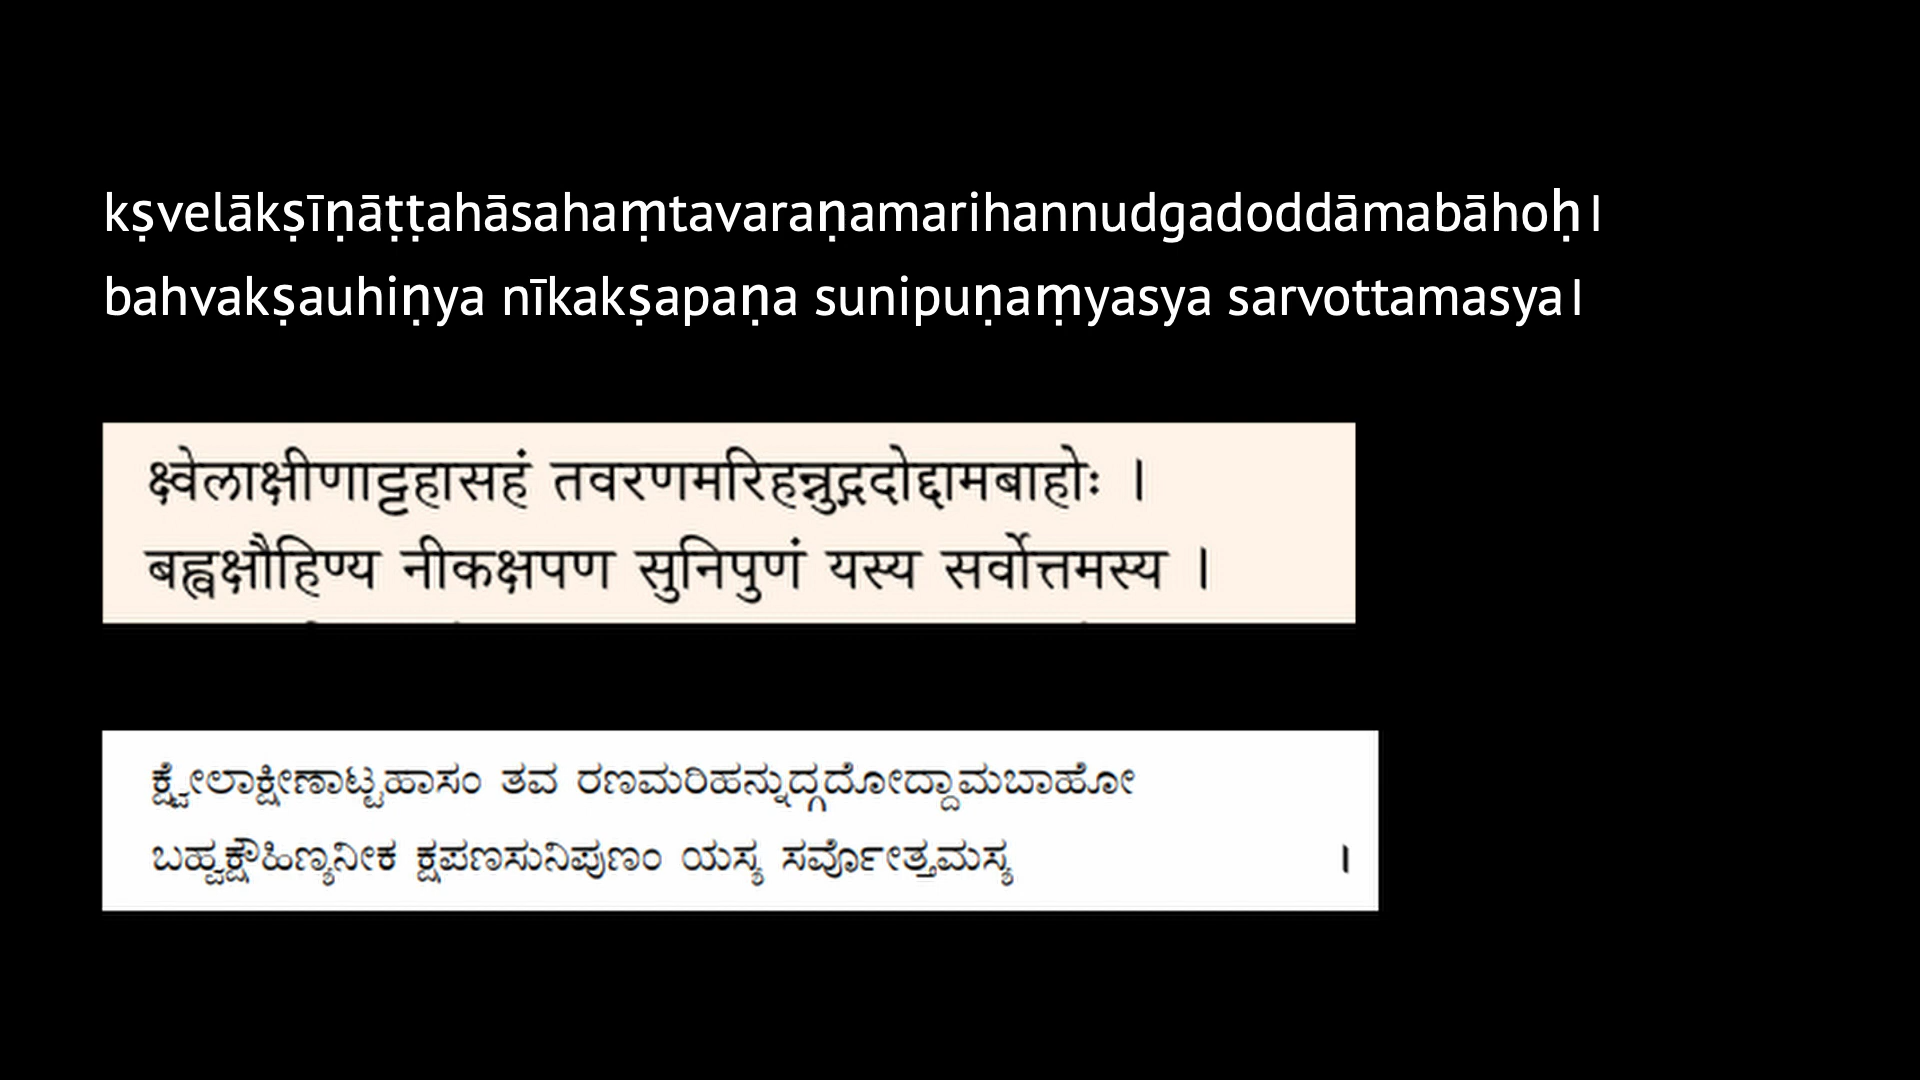 kṣvelākṣīṇāṭṭahāsahaṃtavaraṇamarihannudgadoddāmabāhoḥ।
bahvakṣauhiṇya nīkakṣapaṇa sunipuṇaṃyasya sarvottamasya।
क्ष्वेलाक्षीणाट्टहासहं तवरणमरिहन्नुद्गदोद्दामबाहोः ।
बह्वक्षौहिण्य नीकक्षपण सुनिपुणं यस्य सर्वोत्तमस्य ।
ಕ್ಷ್ವೇಲಾಕ್ಷೀಣಾಟ್ಟಹಾಸಂ ತವ ರಣಮರಿಹನ್ನುದ್ಗದೋದ್ದಾಮಬಾಹೋ
ಬಹ್ವಕ್ಷೌಹಿಣ್ಯನೀಕ ಕ್ಷಪಣಸುನಿಪುಣಂ ಯಸ್ಯ ಸರ್ವೋತ್ತಮಸ್ಯ ।